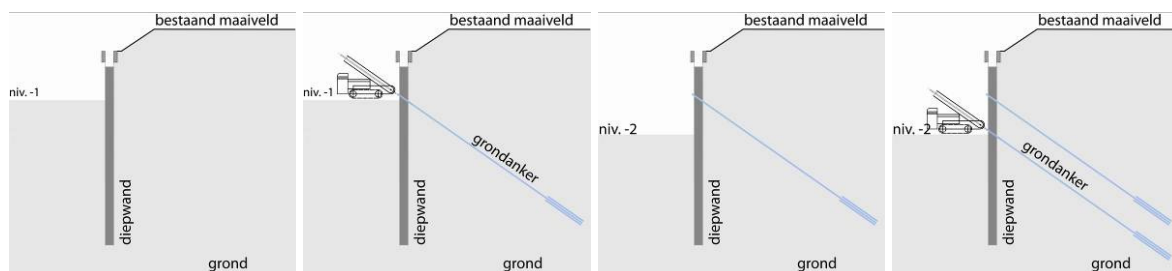 bestaand maaiveld
niv. -1
diepwand
grond
bestaand maaiveld
niv. -1
grondanker
diepwand
grond
bestaand maaiveld
niv. -2
diepwand
grond
bestaand maaiveld
niv. -2
grondanker
diepwand
grond